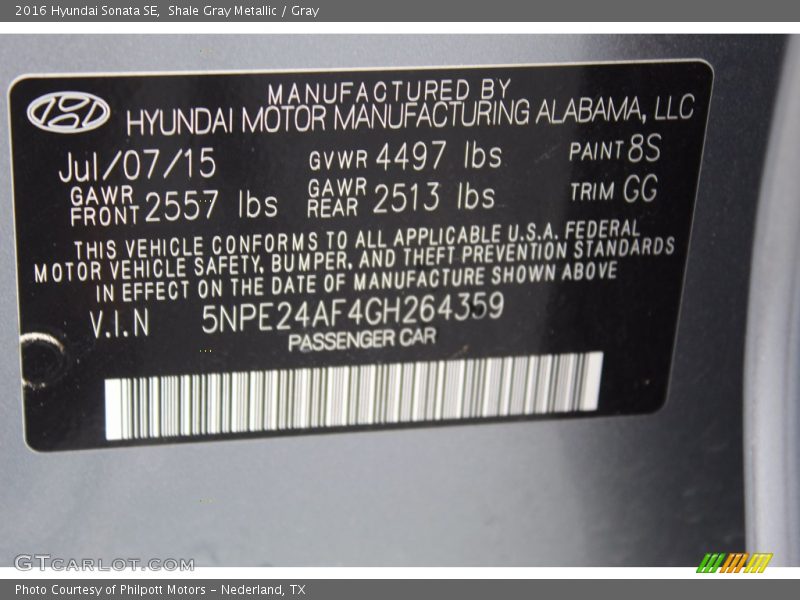 2016 Hyundai Sonata SE, Shale Gray Metallic / Gray
MANUFACTURED BY
HYUNDAI MOTOR MANUFACTURING ALABAMA, LLC
Jul/07/15 GVWR 4497 lbs PAINT 8S
GAWR FRONT 2557 lbs GAWR REAR 2513 lbs TRIM GG
THIS VEHICLE CONFORMS TO ALL APPLICABLE U.S.A. FEDERAL
MOTOR VEHICLE SAFETY, BUMPER, AND THEFT PREVENTION STANDARDS
IN EFFECT ON THE DATE OF MANUFACTURE SHOWN ABOVE
V.I.N 5NPE24AF4GH264359
PASSENGER CAR
GTCARLOT.COM
Photo Courtesy of Philpott Motors - Nederland, TX